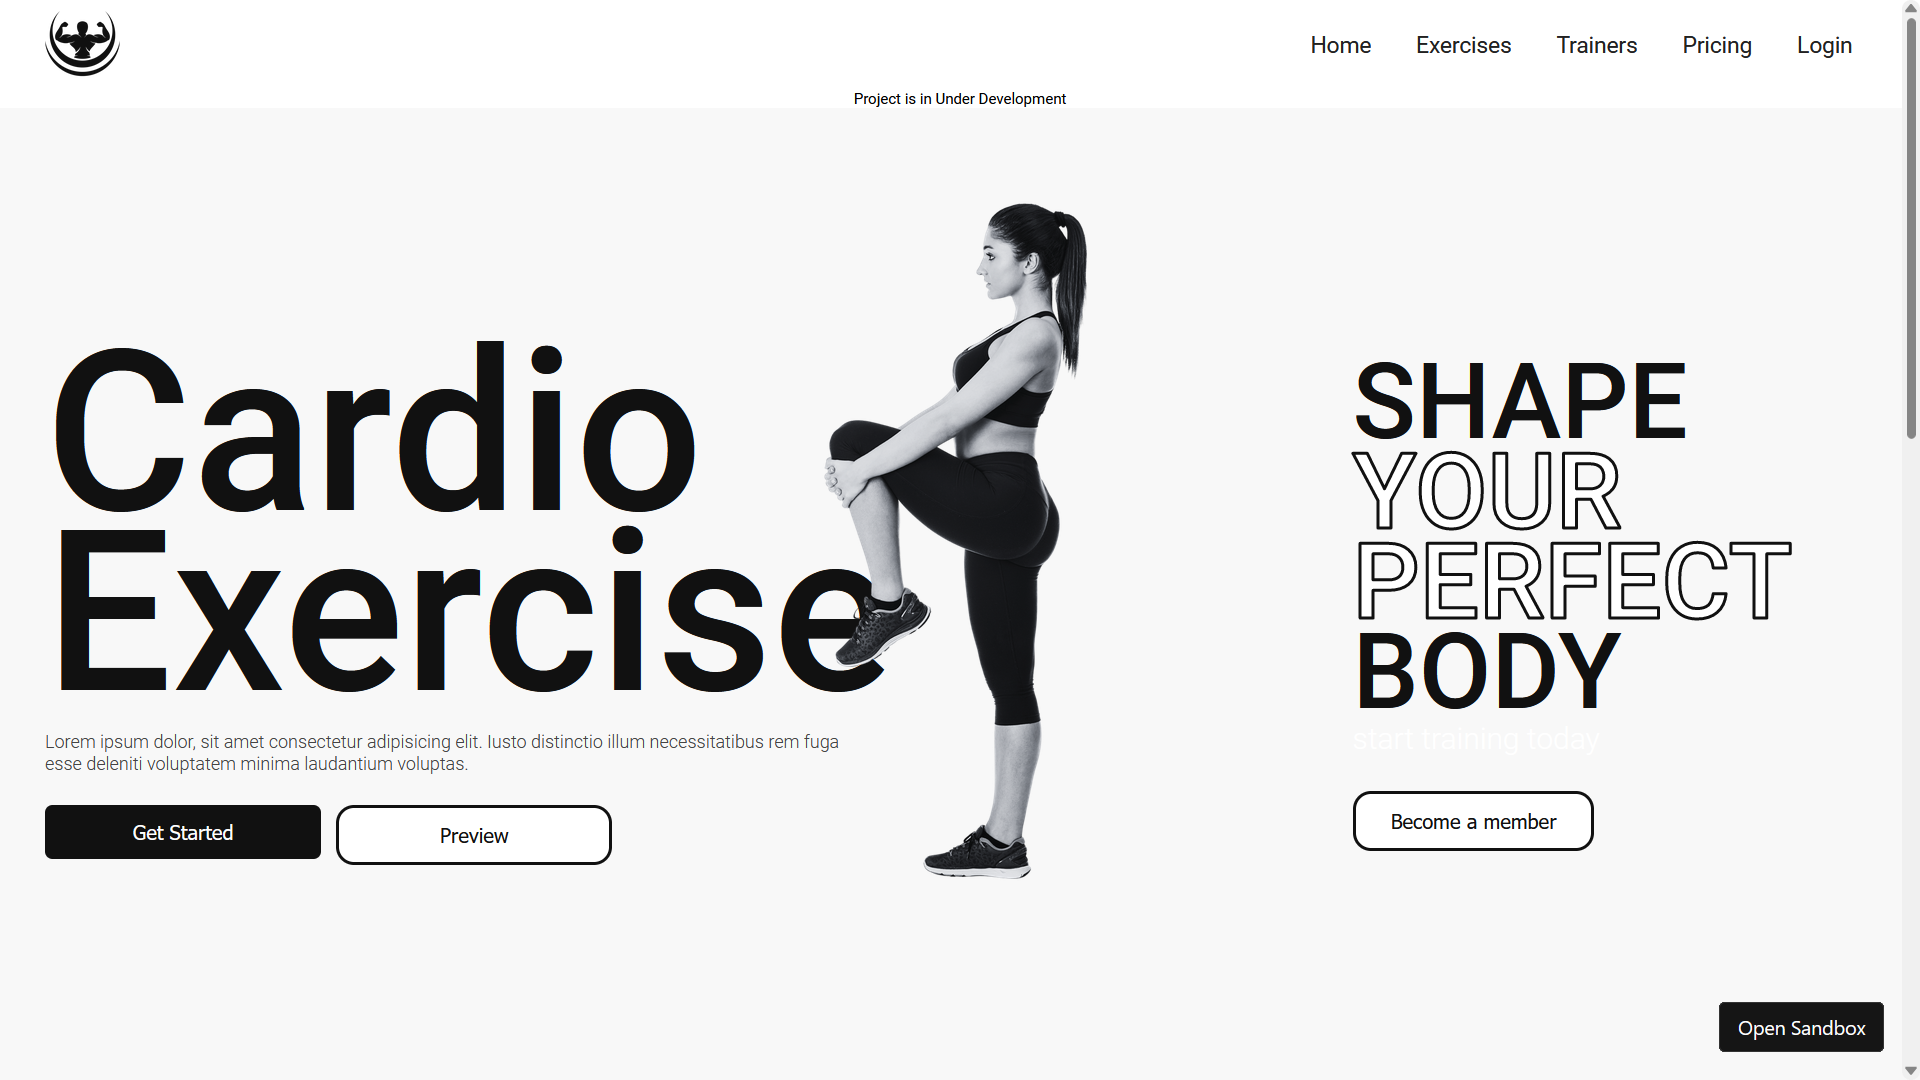 Home Exercises Trainers Pricing Login
Project is in Under Development
Cardio
Exercise
Lorem ipsum dolor, sit amet consectetur adipisicing elit. Iusto distinctio illum necessitatibus rem fuga
esse deleniti voluptatem minima laudantium voluptas.
Get Started
Preview
SHAPE
YOUR
PERFECT
BODY
start training today
Become a member
Open Sandbox